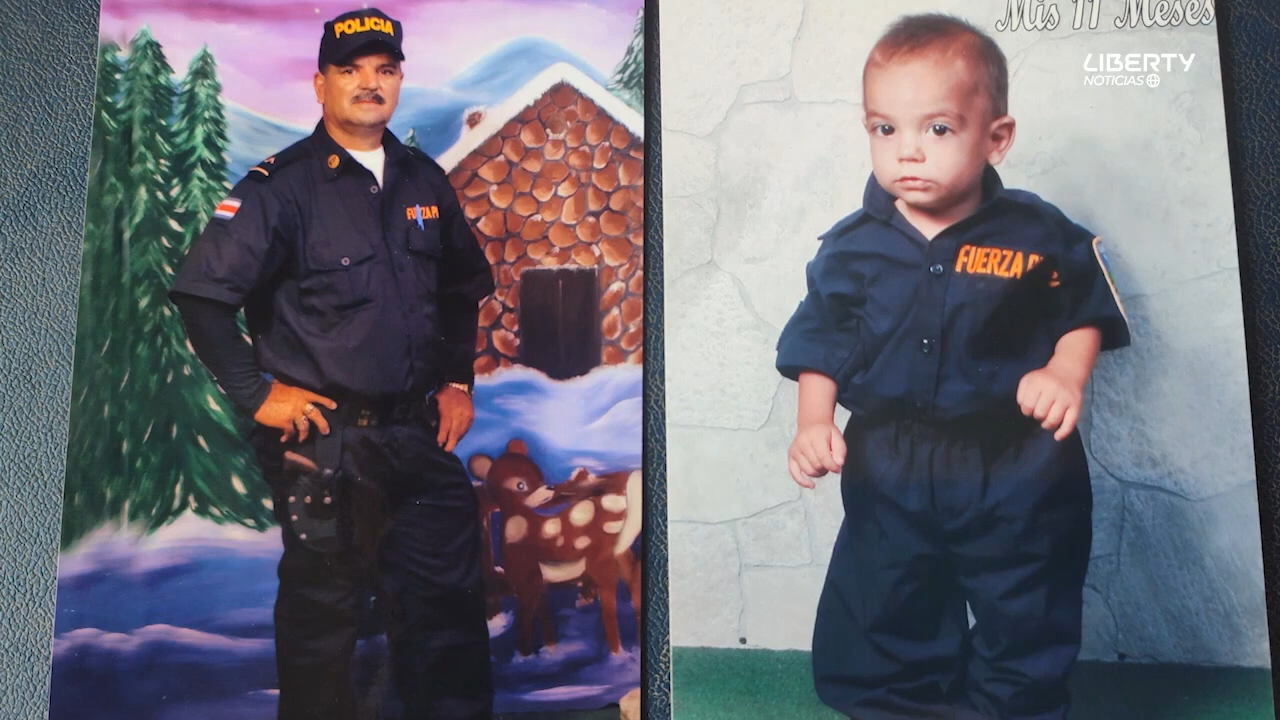 POLICIA
FUERZA
Mis 11 Meses
LIBERTY
NOTICIAS
FUERZA